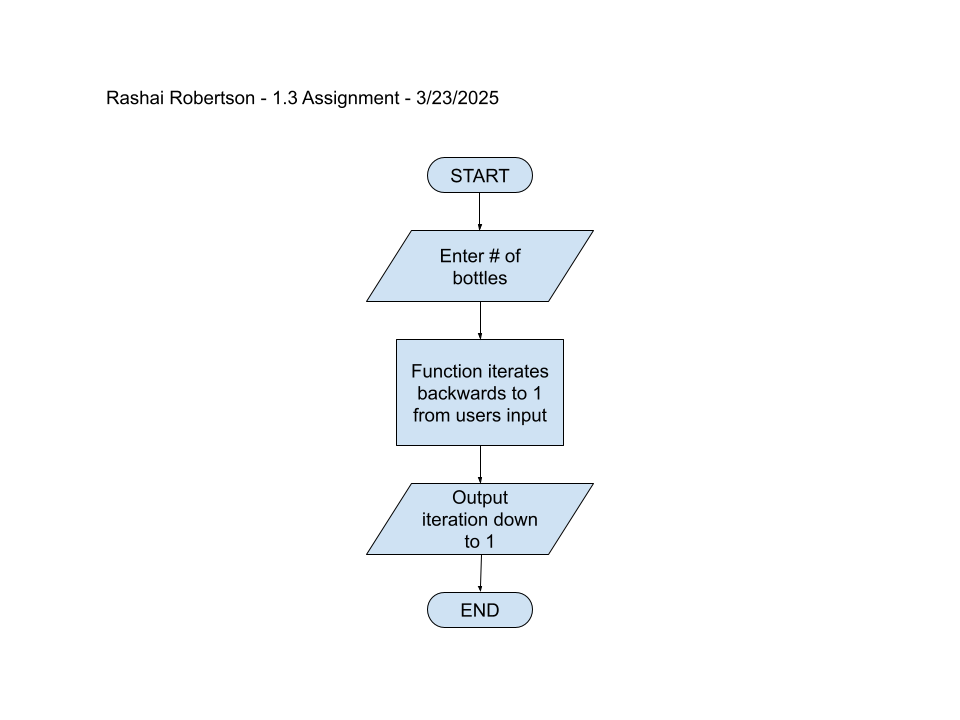 Rashai Robertson - 1.3 Assignment - 3/23/2025
START
Enter # of
bottles
Function iterates
backwards to 1
from users input
Output
iteration down
to 1
END